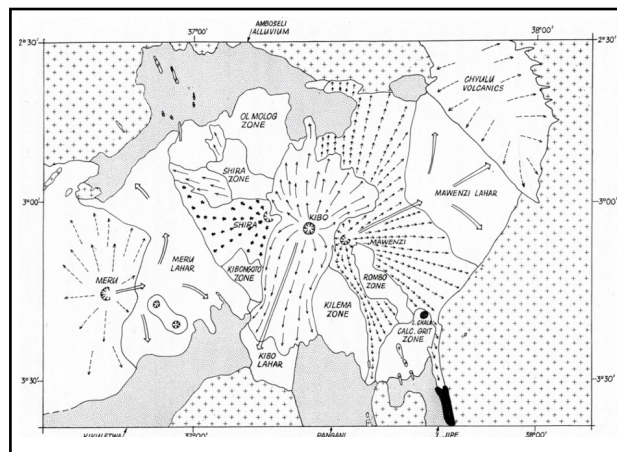 AMBOSELI
ALLUVIUM
37°00'
38°00'
2°30'
2°30'
CHYULU
VOLCANICS
OL MOLOG
ZONE
SHIRA
ZONE
MAWENZI LAHAR
3°00'
3°00'
SHIRA
KIBO
MAWENZI
MERU
LAHAR
KIBONGOTO
ZONE
ROMBO
ZONE
MERU
KILEMA
ZONE
L. CHALA
CALC. GRIT
ZONE
KIBO
LAHAR
3°30'
3°30'
37°00'
PANGANI
38°00'